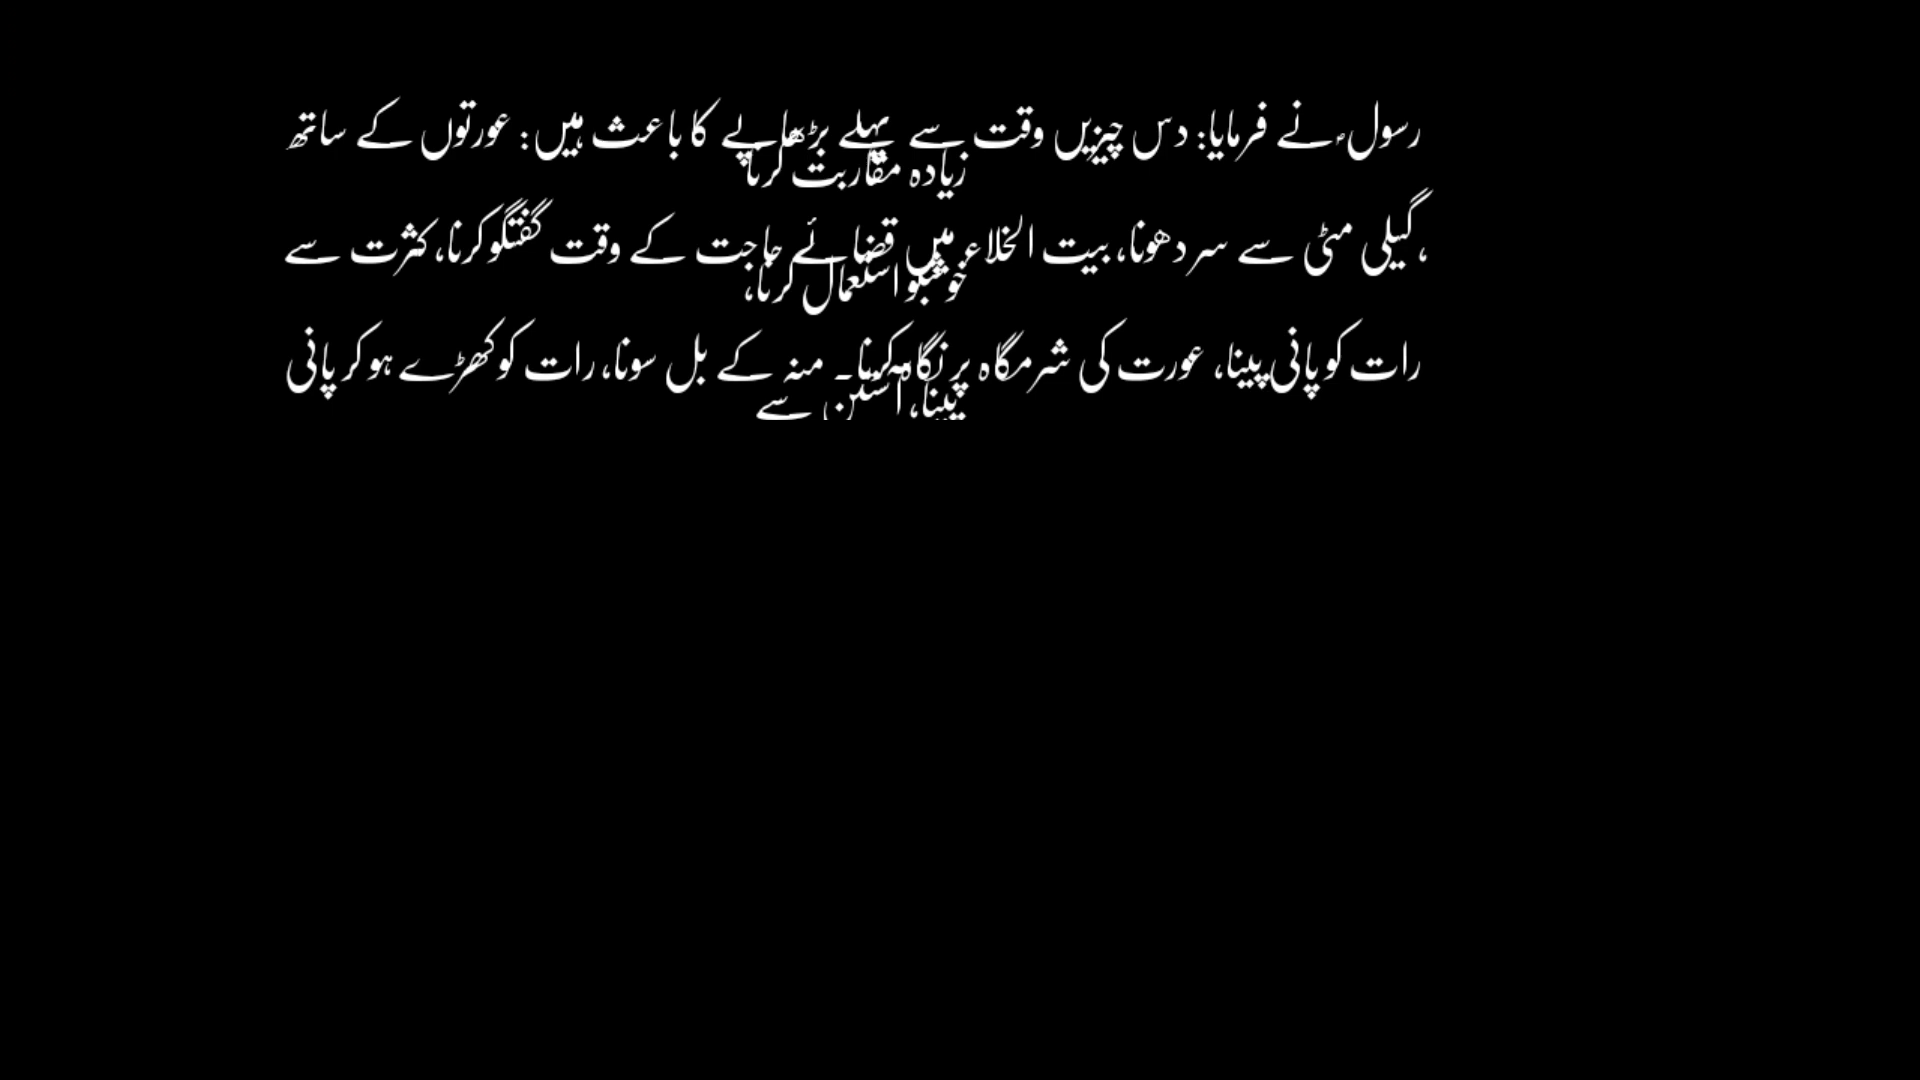 رسولؐ نے فرمایا: دس چیزیں وقت سے پہلے بڑھاپے کا باعث ہیں: عورتوں کے ساتھ
زیادہ مقاربت کرنا
،گیلی مٹی سے سر دھونا، بیت الخلاء میں قضائے حاجت کے وقت گفتگو کرنا، کثرت سے
خوشبو استعمال کرنا،
رات کو پانی پینا، عورت کی شرمگاہ پر نگاہ کرنا۔ منہ کے بل سونا، رات کو کھڑے ہو کر پانی
پینا، آستین سے